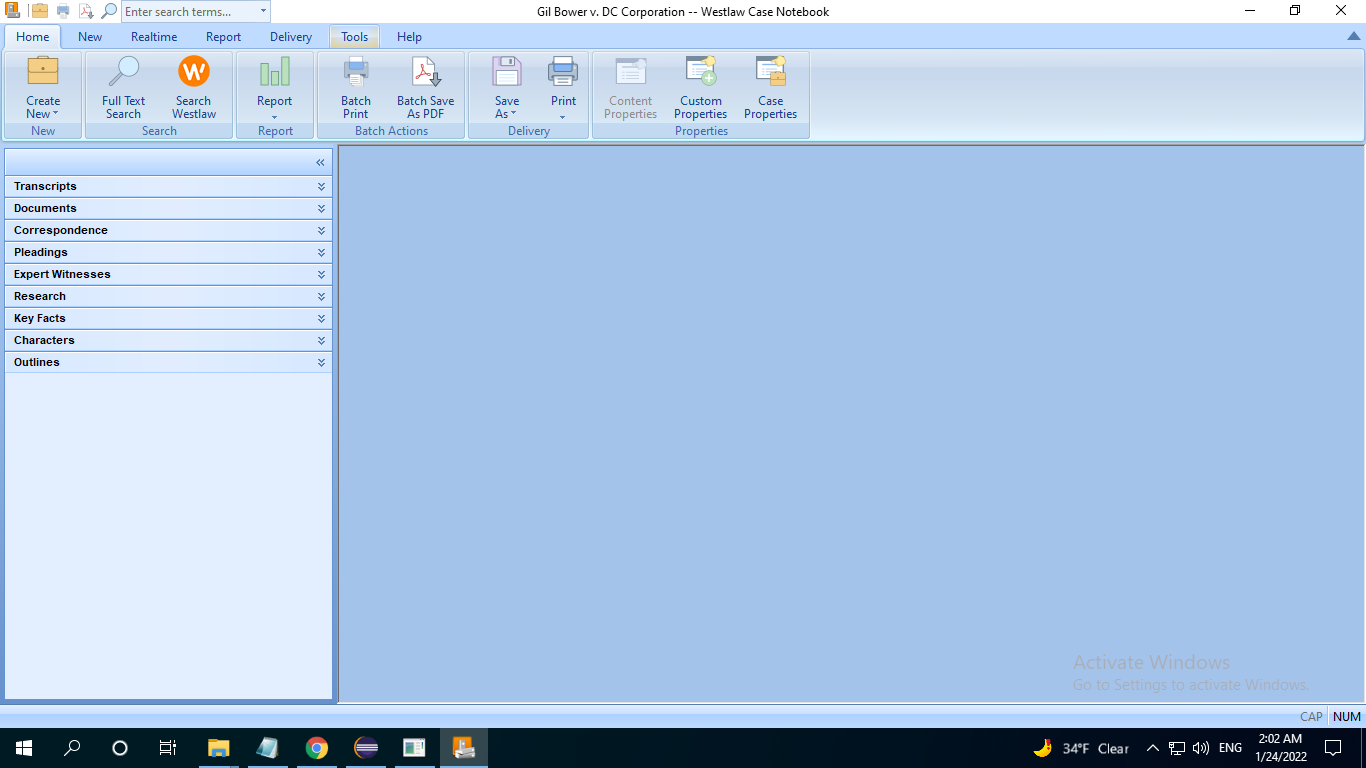 Enter search terms...
Gil Bower v. DC Corporation -- Westlaw Case Notebook
Home New Realtime Report Delivery Tools Help
Create New
Full Text Search
Search Westlaw
Report
Batch Print
Batch Save As PDF
Save As
Print
Content Properties
Custom Properties
Case Properties
New Search Report Batch Actions Delivery Properties
Transcripts
Documents
Correspondence
Pleadings
Expert Witnesses
Research
Key Facts
Characters
Outlines
Activate Windows
Go to Settings to activate Windows.
CAP NUM
34°F Clear
ENG
2:02 AM
1/24/2022